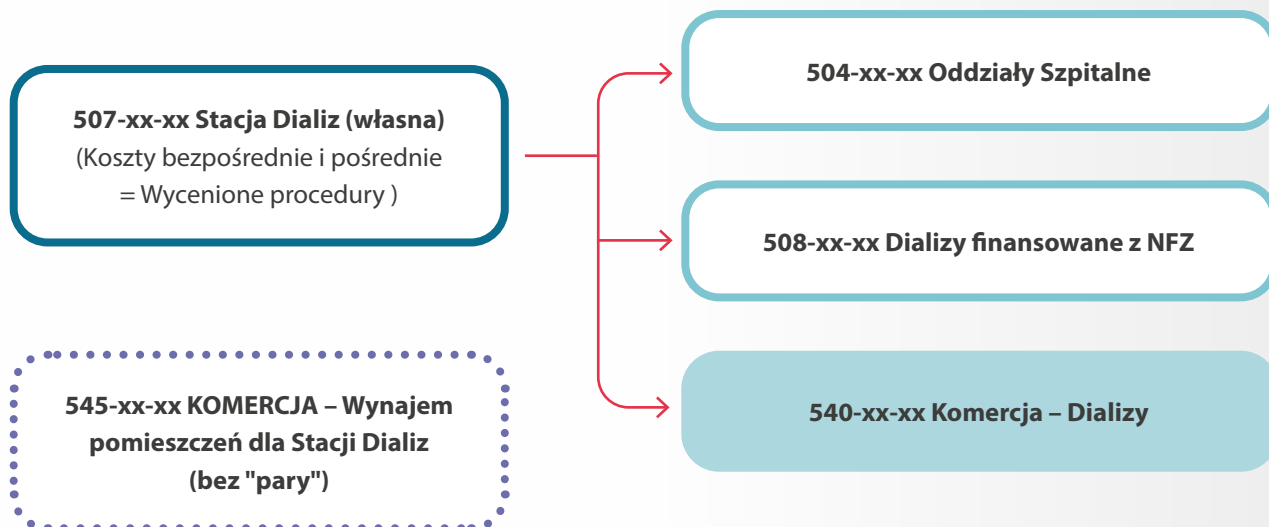 507-xx-xx Stacja Dializ (własna)
(Koszty bezpośrednie i pośrednie
= Wycenione procedury )
545-xx-xx KOMERCJA – Wynajem
pomieszczeń dla Stacji Dializ
(bez "pary")
504-xx-xx Oddziały Szpitalne
508-xx-xx Dializy finansowane z NFZ
540-xx-xx Komercja – Dializy